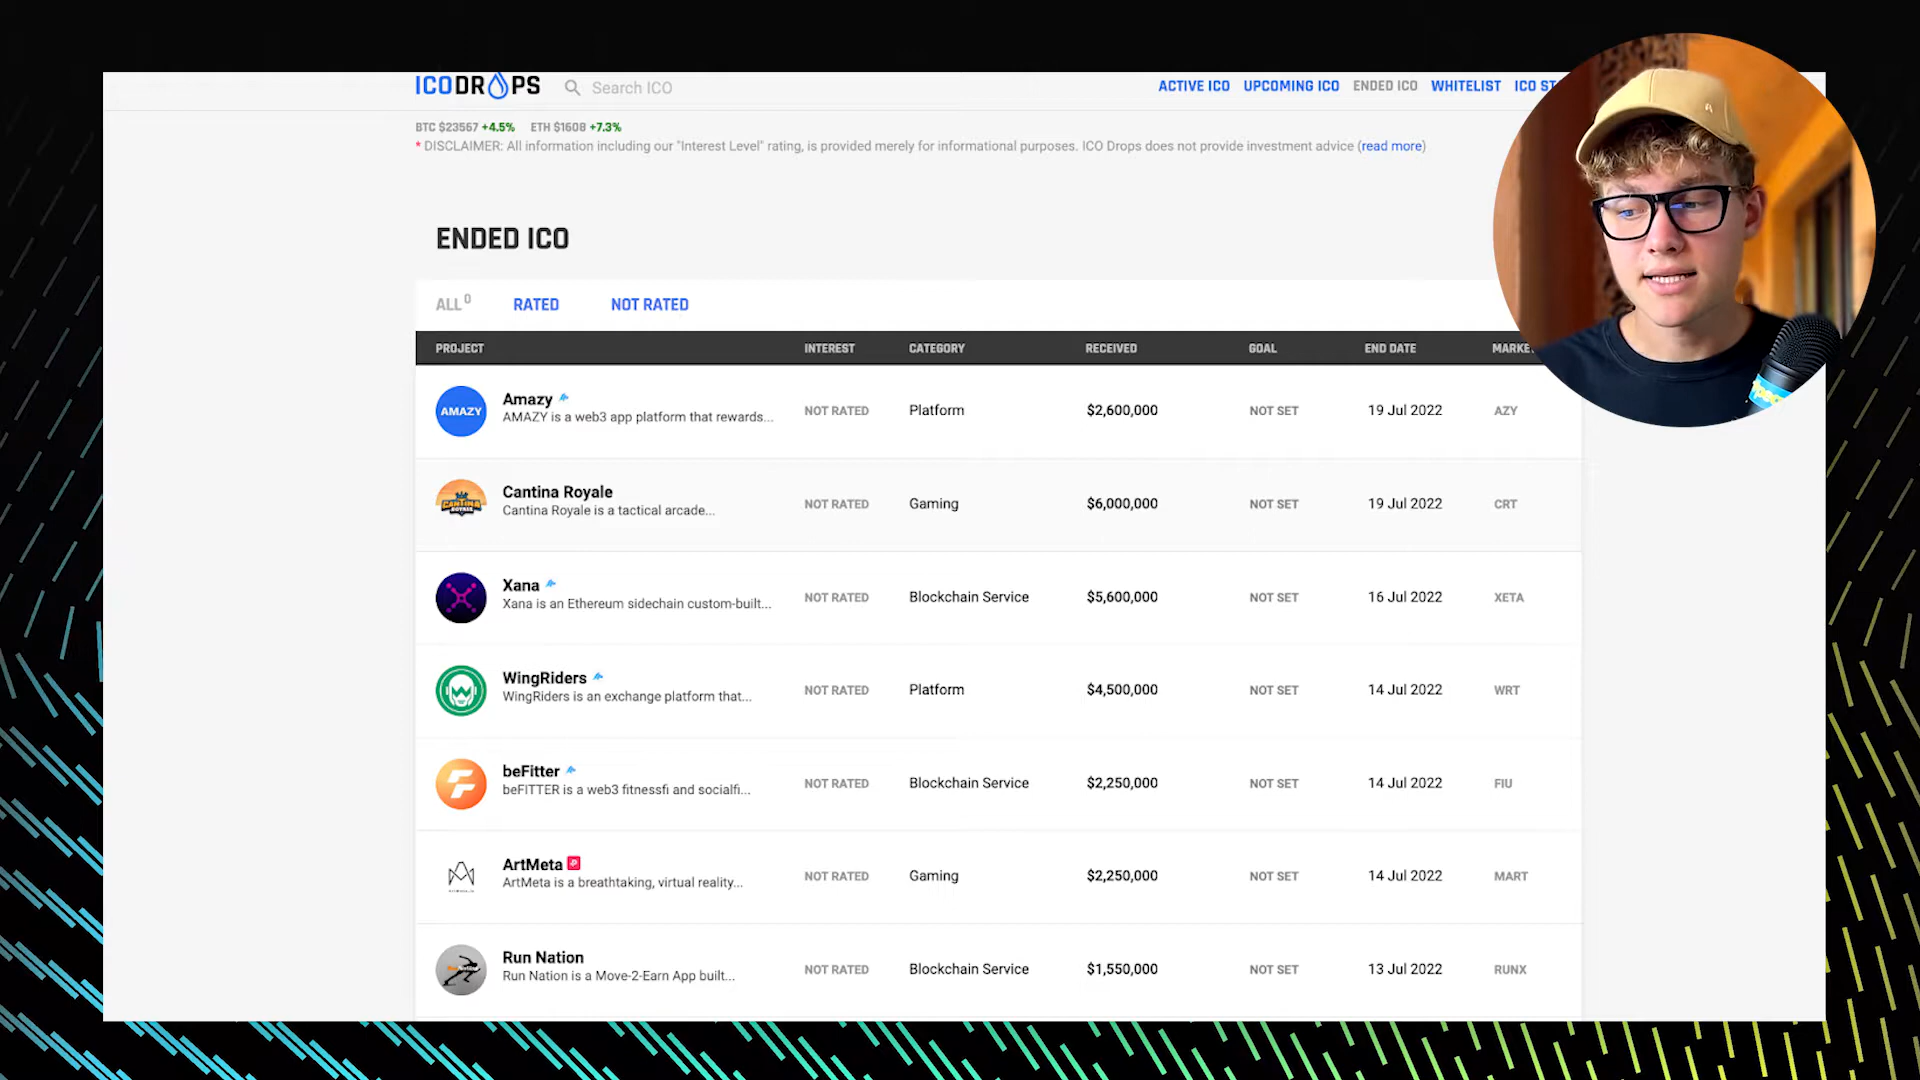 ICODROPS
Search ICO
ACTIVE ICO UPCOMING ICO ENDED ICO WHITELIST ICO ST
BTC $23567 +4.5% ETH $1608 +7.3%
* DISCLAIMER: All information including our "Interest Level" rating, is provided merely for informational purposes. ICO Drops does not provide investment advice (read more)
ENDED ICO
ALL 0 RATED NOT RATED
PROJECT INTEREST CATEGORY RECEIVED GOAL END DATE MARKE
AMAZY
Amazy
AMAZY is a web3 app platform that rewards...
NOT RATED Platform $2,600,000 NOT SET 19 Jul 2022 AZY
CANTINA
ROYALE
Cantina Royale
Cantina Royale is a tactical arcade...
NOT RATED Gaming $6,000,000 NOT SET 19 Jul 2022 CRT
Xana
Xana is an Ethereum sidechain custom-built...
NOT RATED Blockchain Service $5,600,000 NOT SET 16 Jul 2022 XETA
WingRiders
WingRiders is an exchange platform that...
NOT RATED Platform $4,500,000 NOT SET 14 Jul 2022 WRT
beFitter
beFITTER is a web3 fitnessfi and socialfi...
NOT RATED Blockchain Service $2,250,000 NOT SET 14 Jul 2022 FIU
ArtMeta
ArtMeta is a breathtaking, virtual reality...
NOT RATED Gaming $2,250,000 NOT SET 14 Jul 2022 MART
Run Nation
Run Nation is a Move-2-Earn App built...
NOT RATED Blockchain Service $1,550,000 NOT SET 13 Jul 2022 RUNX